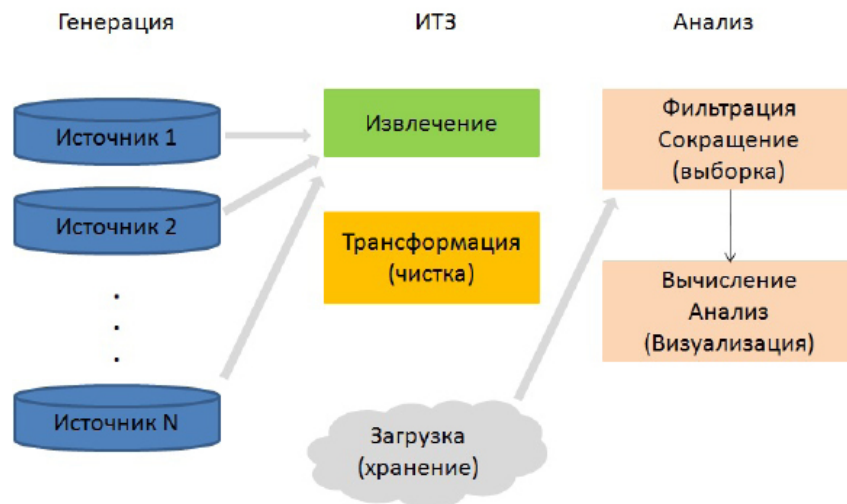 Генерация
ИТЗ
Анализ
Источник 1
Источник 2
.
.
.
Источник N
Извлечение
Трансформация
(чистка)
Загрузка
(хранение)
Фильтрация
Сокращение
(выборка)
Вычисление
Анализ
(Визуализация)